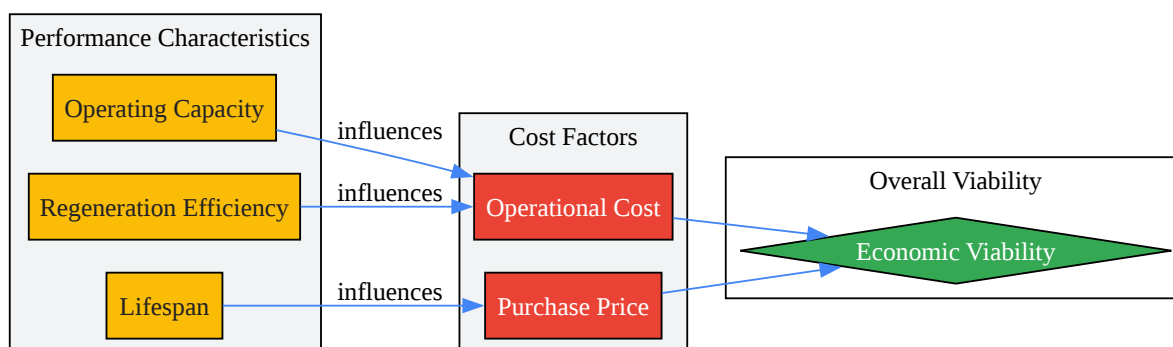 Performance Characteristics
Operating Capacity
Regeneration Efficiency
Lifespan
influences
influences
influences
Cost Factors
Operational Cost
Purchase Price
Overall Viability
Economic Viability